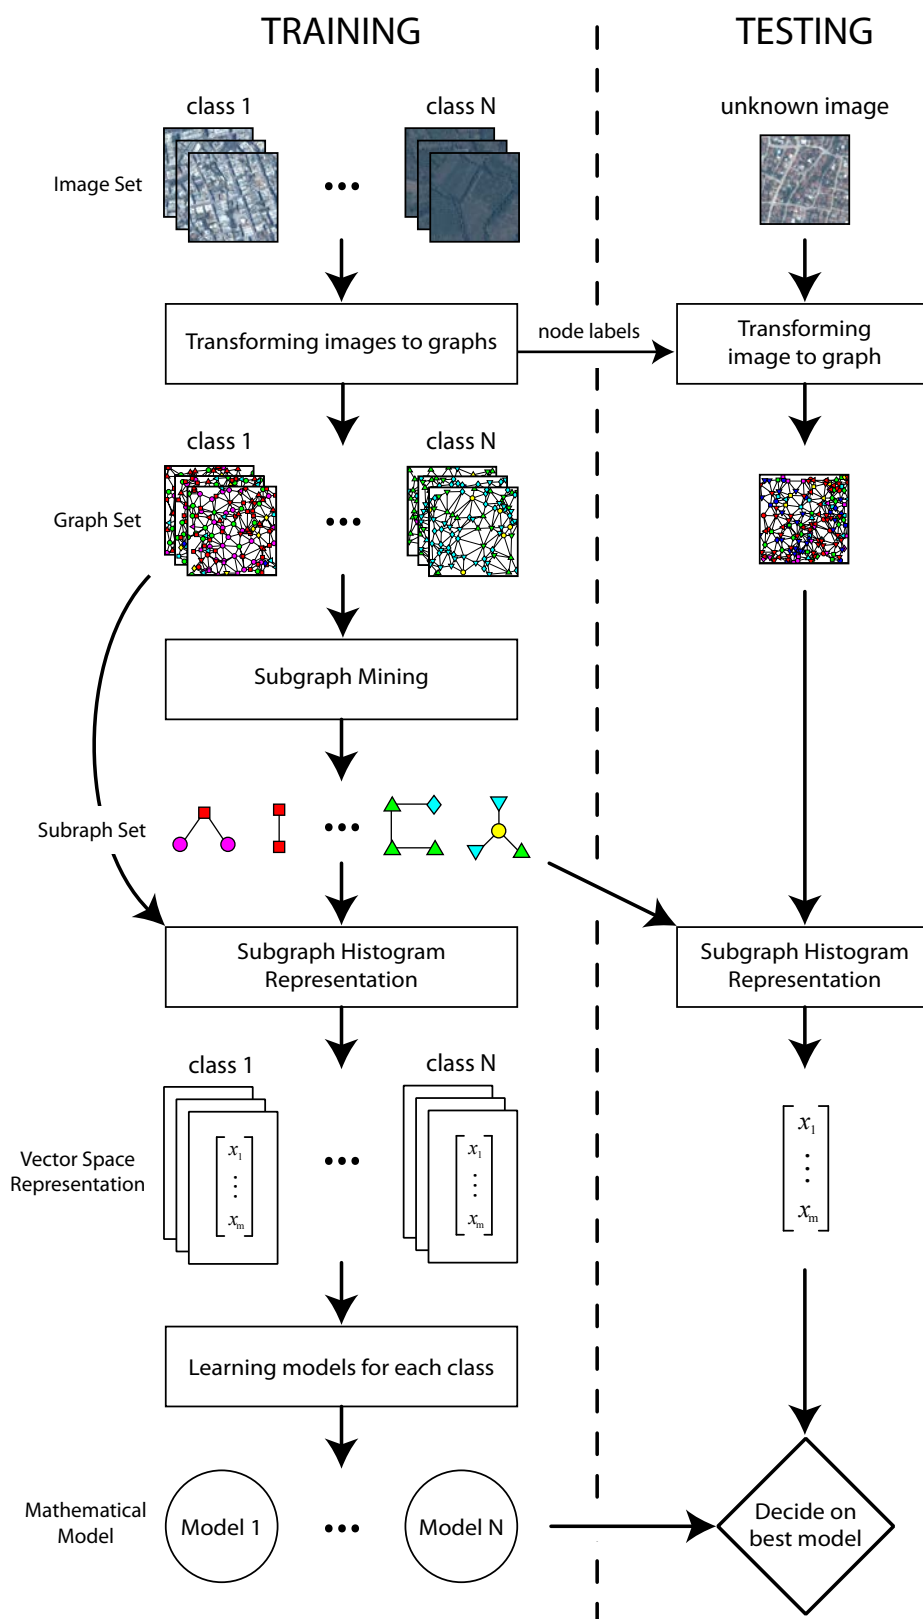 TRAINING
TESTING
class 1
class N
unknown image
Image Set
Transforming images to graphs
node labels
Transforming
image to graph
class 1
class N
Graph Set
Subgraph Mining
Subraph Set
Subgraph Histogram
Representation
Subgraph Histogram
Representation
class 1
class N
Vector Space
Representation
x1
⋮
xm
x1
⋮
xm
x1
⋮
xm
Learning models for each class
Mathematical
Model
Model 1
Model N
Decide on
best model